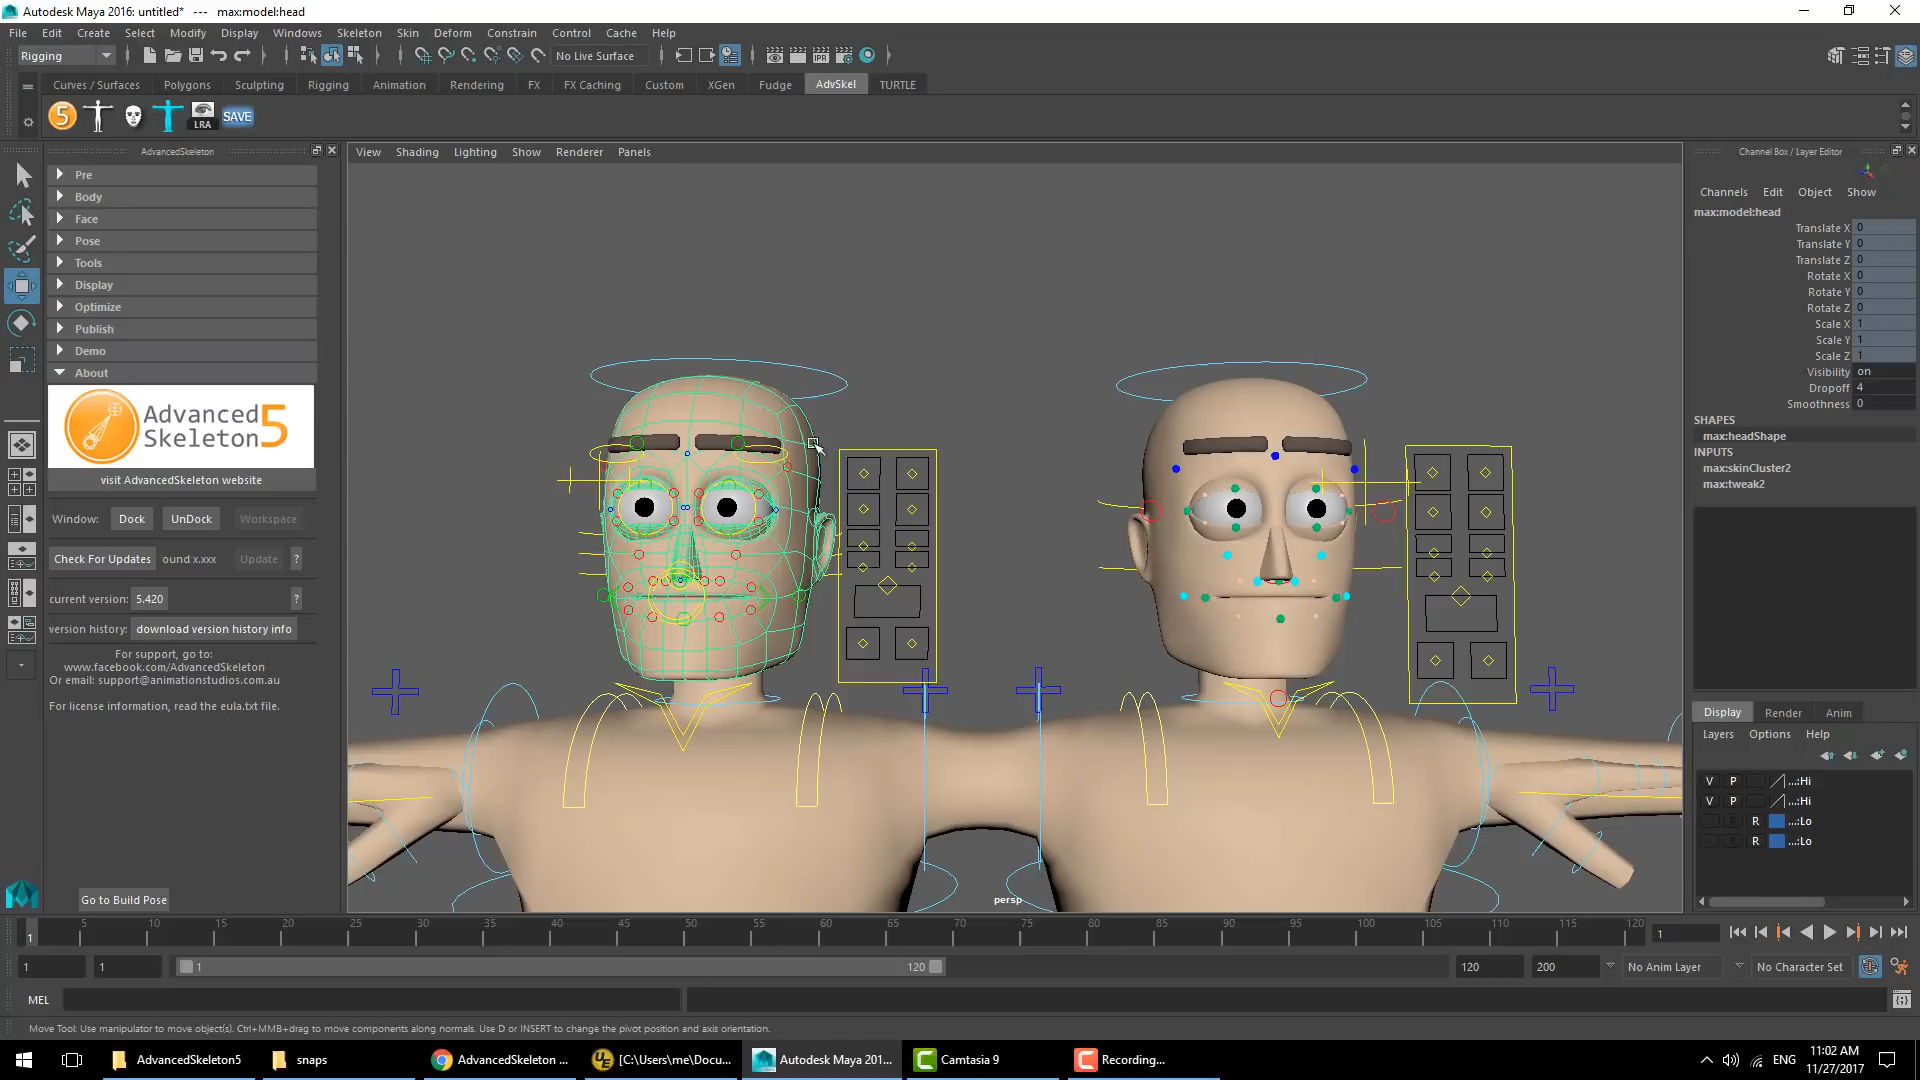 Autodesk Maya 2016: untitled* --- max:model:head
File Edit Create Select Modify Display Windows Skeleton Skin Deform Constrain Control Cache Help
Rigging No Live Surface IPR
Curves / Surfaces Polygons Sculpting Rigging Animation Rendering FX FX Caching Custom XGen Fudge AdvSkel TURTLE
5 LRA SAVE
AdvancedSkeleton
Pre
Body
Face
Pose
Tools
Display
Optimize
Publish
Demo
About
Advanced
Skeleton 5
visit AdvancedSkeleton website
Window: Dock UnDock Workspace
Check For Updates ound x.xxx Update ?
current version: 5.420 ?
version history: download version history info
For support, go to:
www.facebook.com/AdvancedSkeleton
Or email: support@animationstudios.com.au
For license information, read the eula.txt file.
Go to Build Pose
View Shading Lighting Show Renderer Panels
persp
Channel Box / Layer Editor
Channels Edit Object Show
max:model:head
Translate X 0
Translate Y 0
Translate Z 0
Rotate X 0
Rotate Y 0
Rotate Z 0
Scale X 1
Scale Y 1
Scale Z 1
Visibility on
Dropoff 4
Smoothness 0
SHAPES
max:headShape
INPUTS
max:skinCluster2
max:tweak2
Display Render Anim
Layers Options Help
V P ...:Hi
V P ...:Hi
P R ...:Lo
P R ...:Lo
1 5 10 15 20 25 30 35 40 45 50 55 60 65 70 75 80 85 90 95 100 105 110 115 120 1
1 1 1 120 120 200 No Anim Layer No Character Set
MEL
Move Tool: Use manipulator to move object(s). Ctrl+MMB+drag to move components along normals. Use D or INSERT to change the pivot position and axis orientation.
AdvancedSkeleton5 snaps AdvancedSkeleton ... UE [C:\Users\me\Docu... Autodesk Maya 201... Camtasia 9 Recording... ENG 11:02 AM
11/27/2017